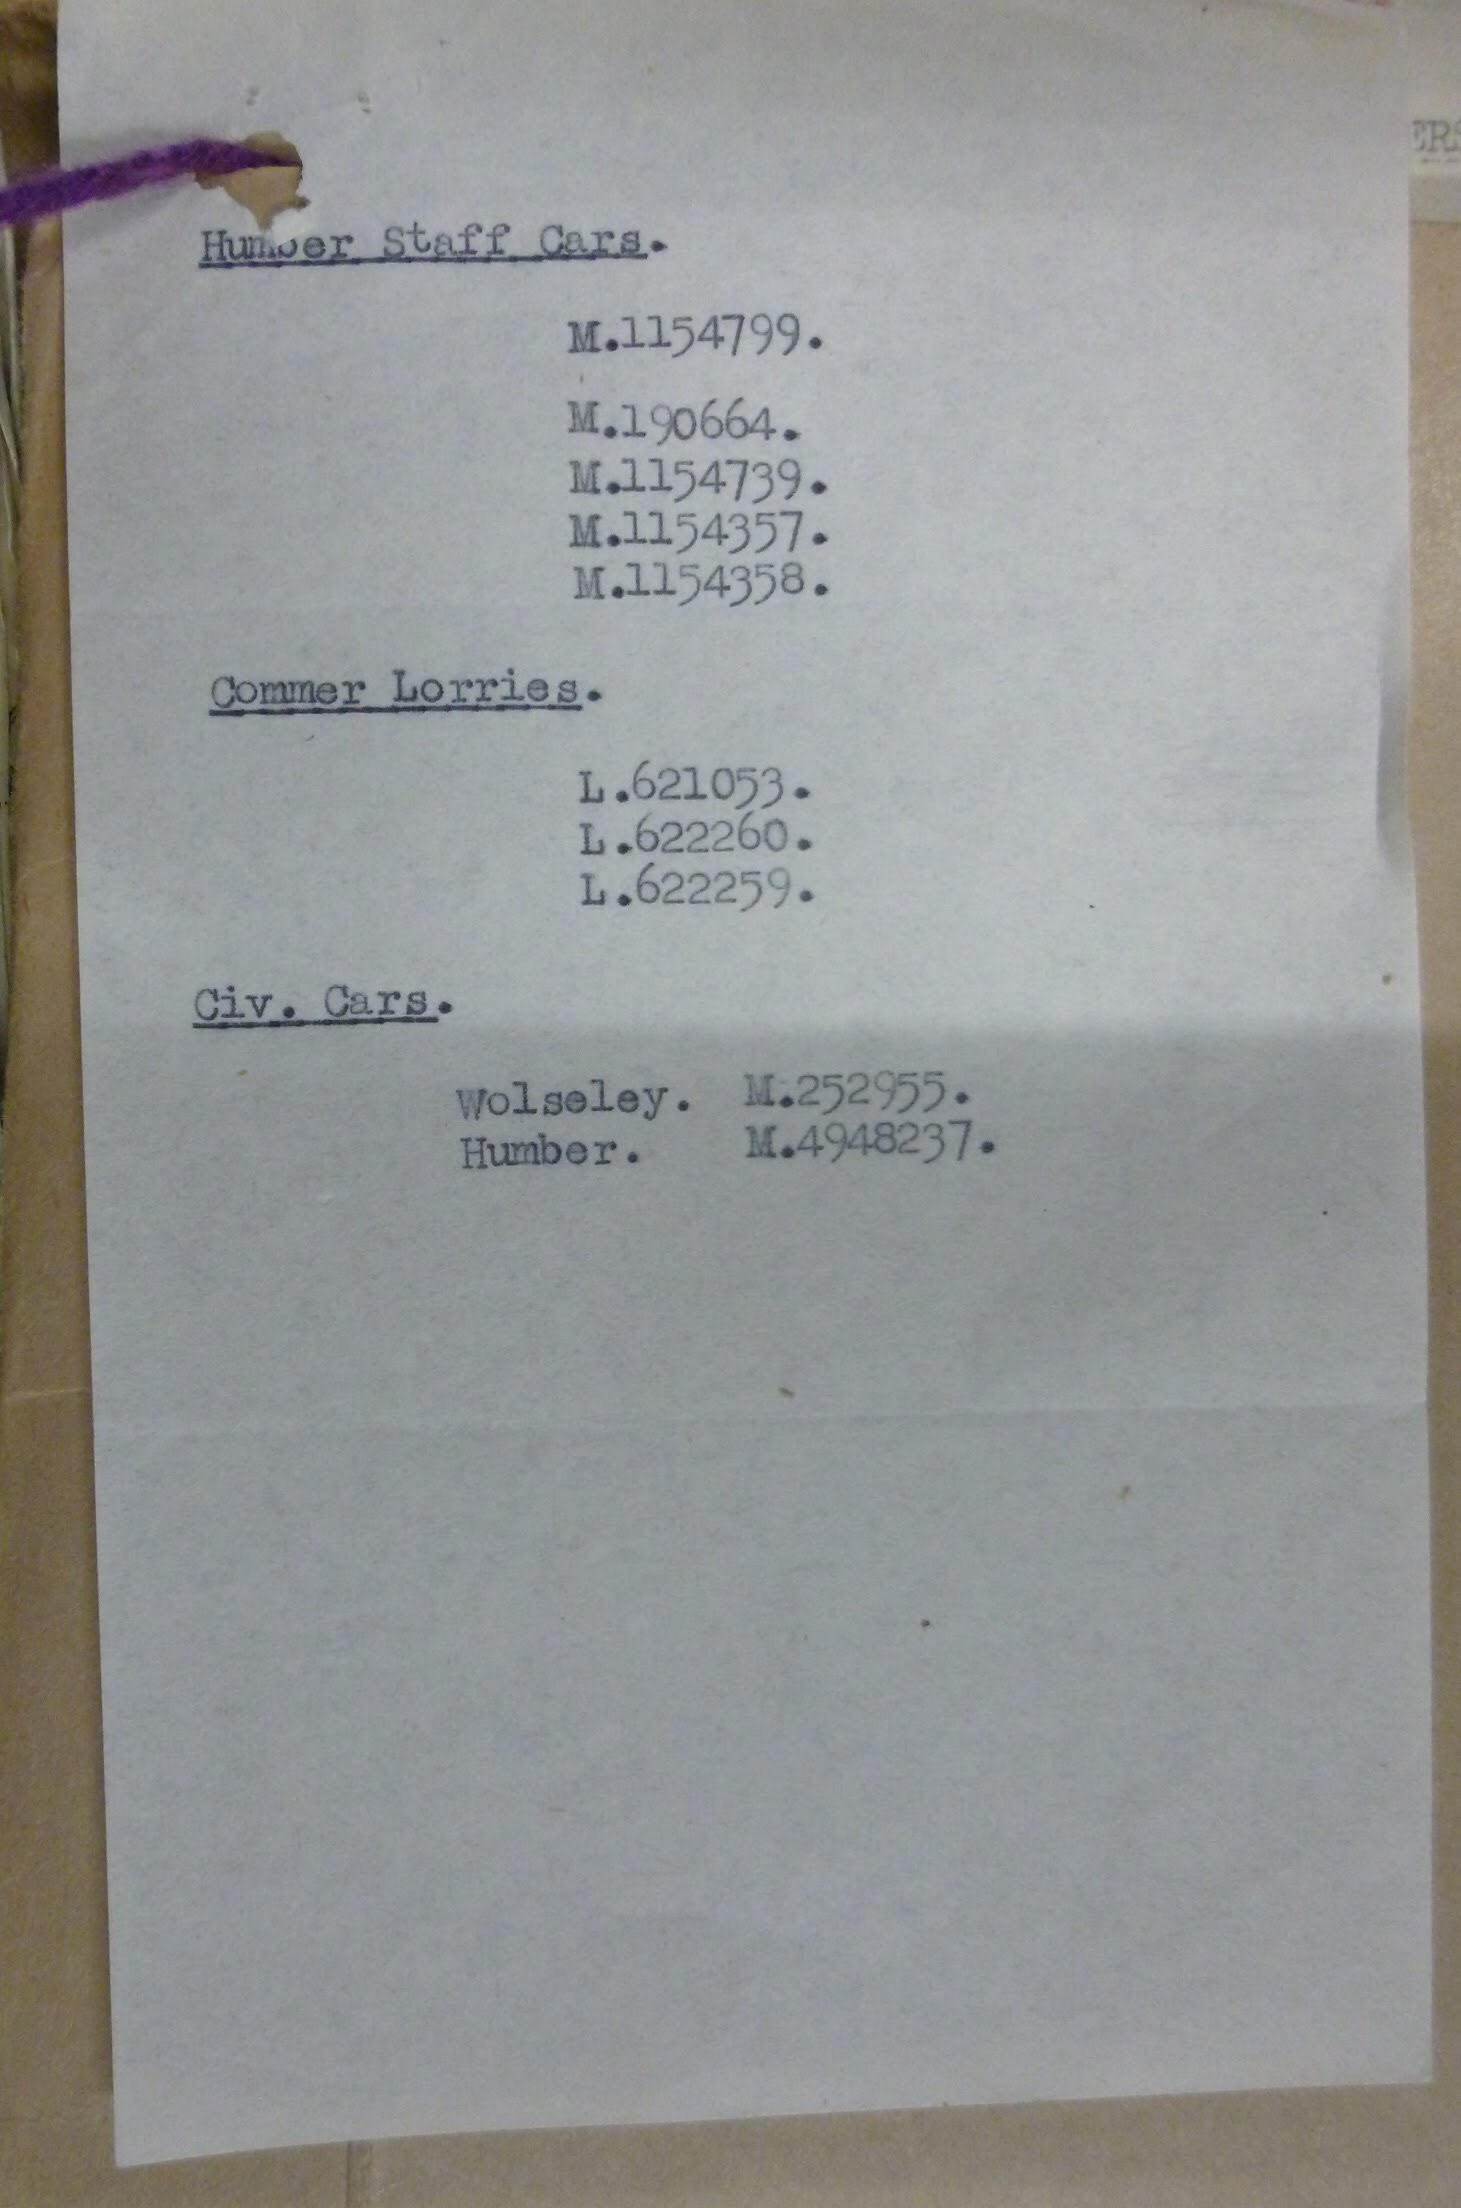 Humber Staff Cars.
M.1154799.
M.190664.
M.1154739.
M.1154357.
M.1154358.
Commer Lorries.
L.621053.
L.622260.
L.622259.
Civ. Cars.
Wolseley. M.252955.
Humber. M.4948237.